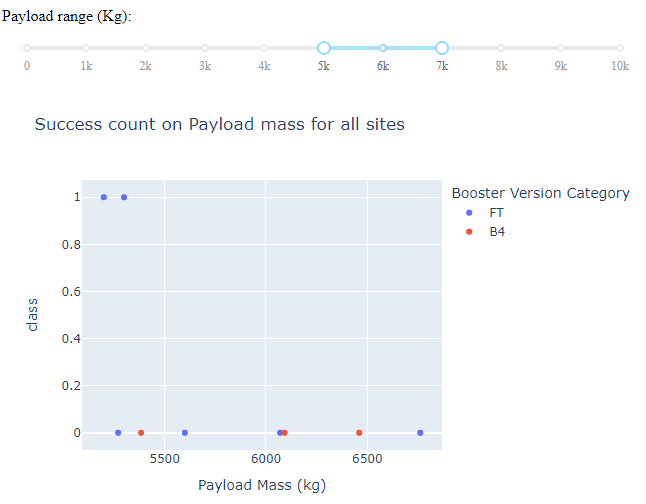 Payload range (Kg):
0 1k 2k 3k 4k 5k 6k 7k 8k 9k 10k
Success count on Payload mass for all sites
Booster Version Category
FT
B4
1
0.8
0.6
0.4
0.2
0
class
5500 6000 6500
Payload Mass (kg)